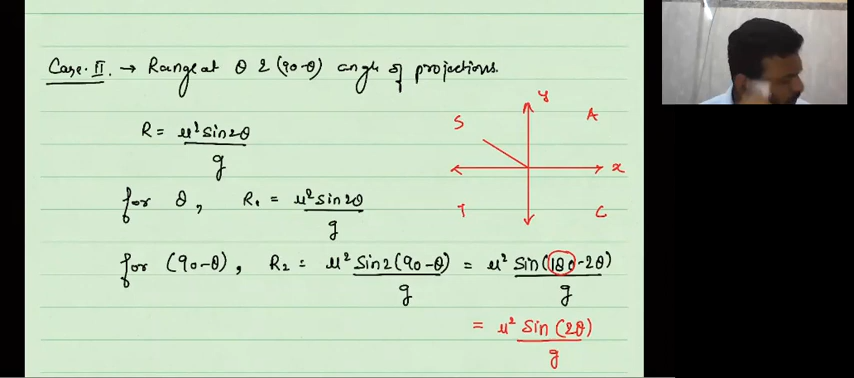 Case-II. → Range at θ & (90-θ) angle of projections.
R = u² sin2θ / g
for θ, R₁ = u² sin2θ / g
for (90-θ), R₂ = u² Sin2(90-θ) / g = u² Sin(180-2θ) / g
= u² Sin(2θ) / g
y
S
A
x
T
C